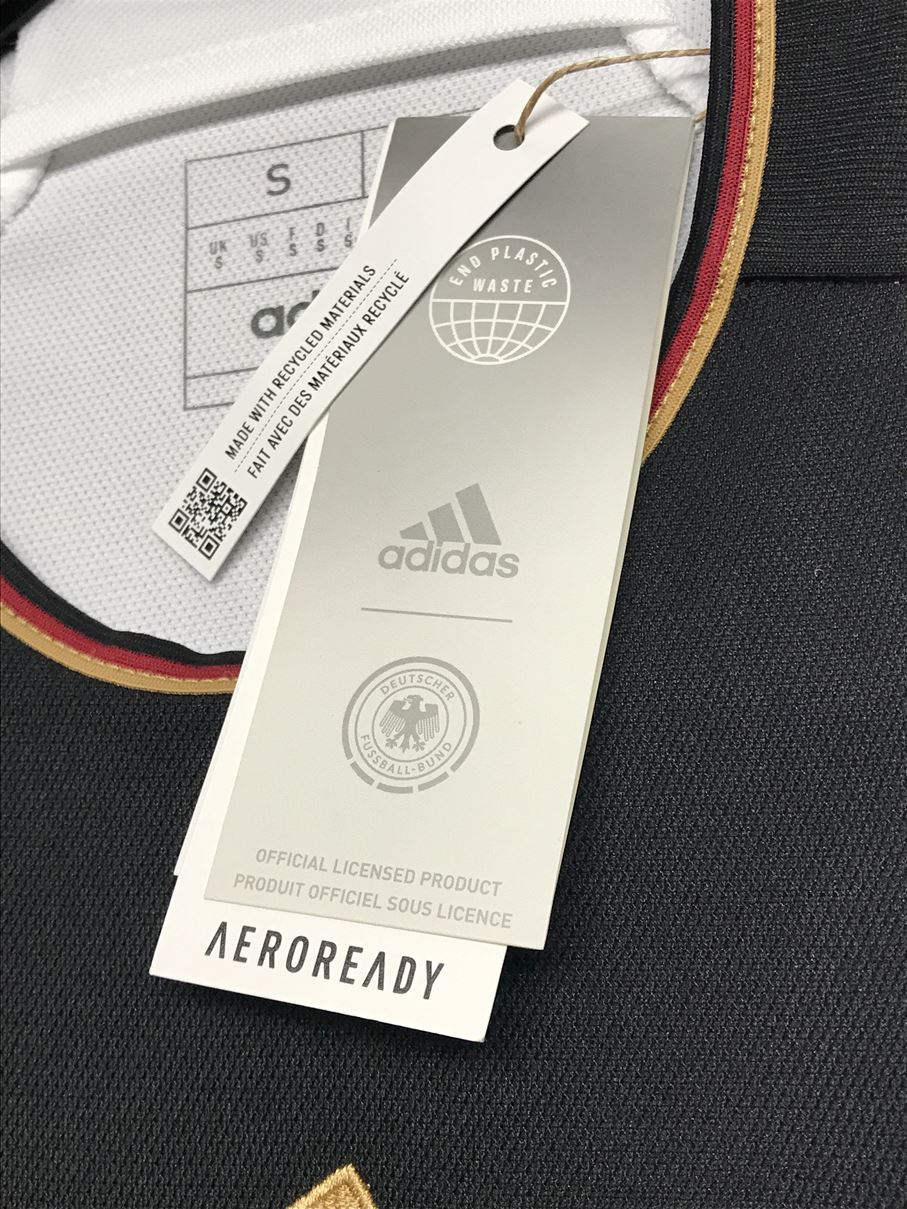 S
UK US F D I
S S S S S
ad
MADE WITH RECYCLED MATERIALS
FAIT AVEC DES MATÉRIAUX RECYCLÉ
END PLASTIC
WASTE
adidas
DEUTSCHER
FUSSBALL-BUND
OFFICIAL LICENSED PRODUCT
PRODUIT OFFICIEL SOUS LICENCE
AEROREADY